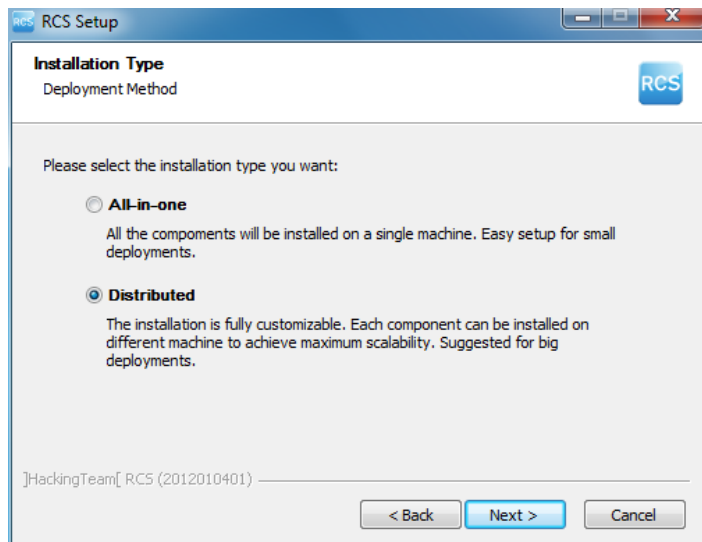 RCS RCS Setup
Installation Type
Deployment Method
RCS
Please select the installation type you want:
All-in-one
All the compoments will be installed on a single machine. Easy setup for small
deployments.
Distributed
The installation is fully customizable. Each component can be installed on
different machine to achieve maximum scalability. Suggested for big
deployments.
]HackingTeam[ RCS (2012010401)
< Back Next > Cancel